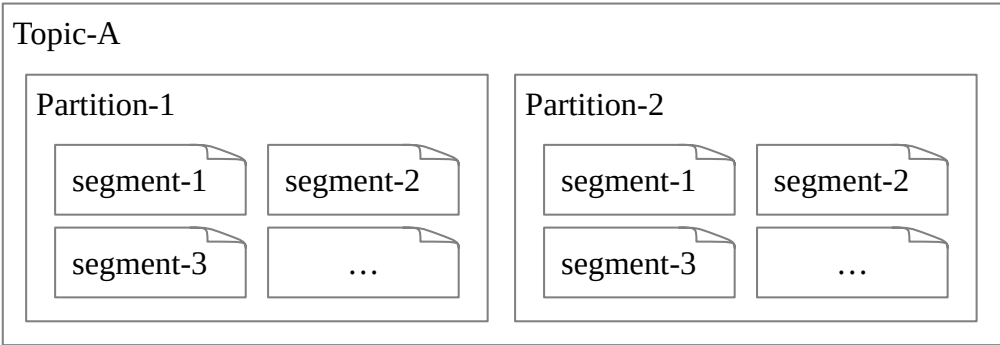 Topic-A
Partition-1
segment-1 segment-2
segment-3 …
Partition-2
segment-1 segment-2
segment-3 …